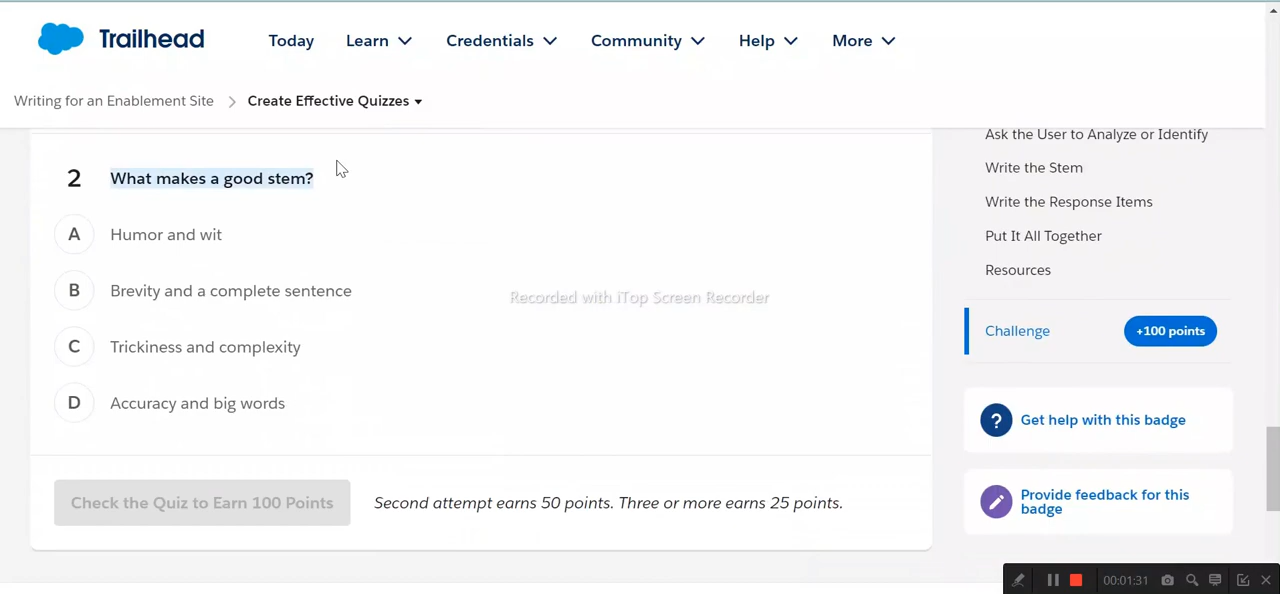 Trailhead
Today Learn Credentials Community Help More
Writing for an Enablement Site > Create Effective Quizzes
Ask the User to Analyze or Identify
2 What makes a good stem?
Write the Stem
Write the Response Items
A Humor and wit
Put It All Together
Resources
B Brevity and a complete sentence
Recorded with iTop Screen Recorder
Challenge +100 points
C Trickiness and complexity
D Accuracy and big words
? Get help with this badge
Check the Quiz to Earn 100 Points
Second attempt earns 50 points. Three or more earns 25 points.
Provide feedback for this
badge
00:01:31